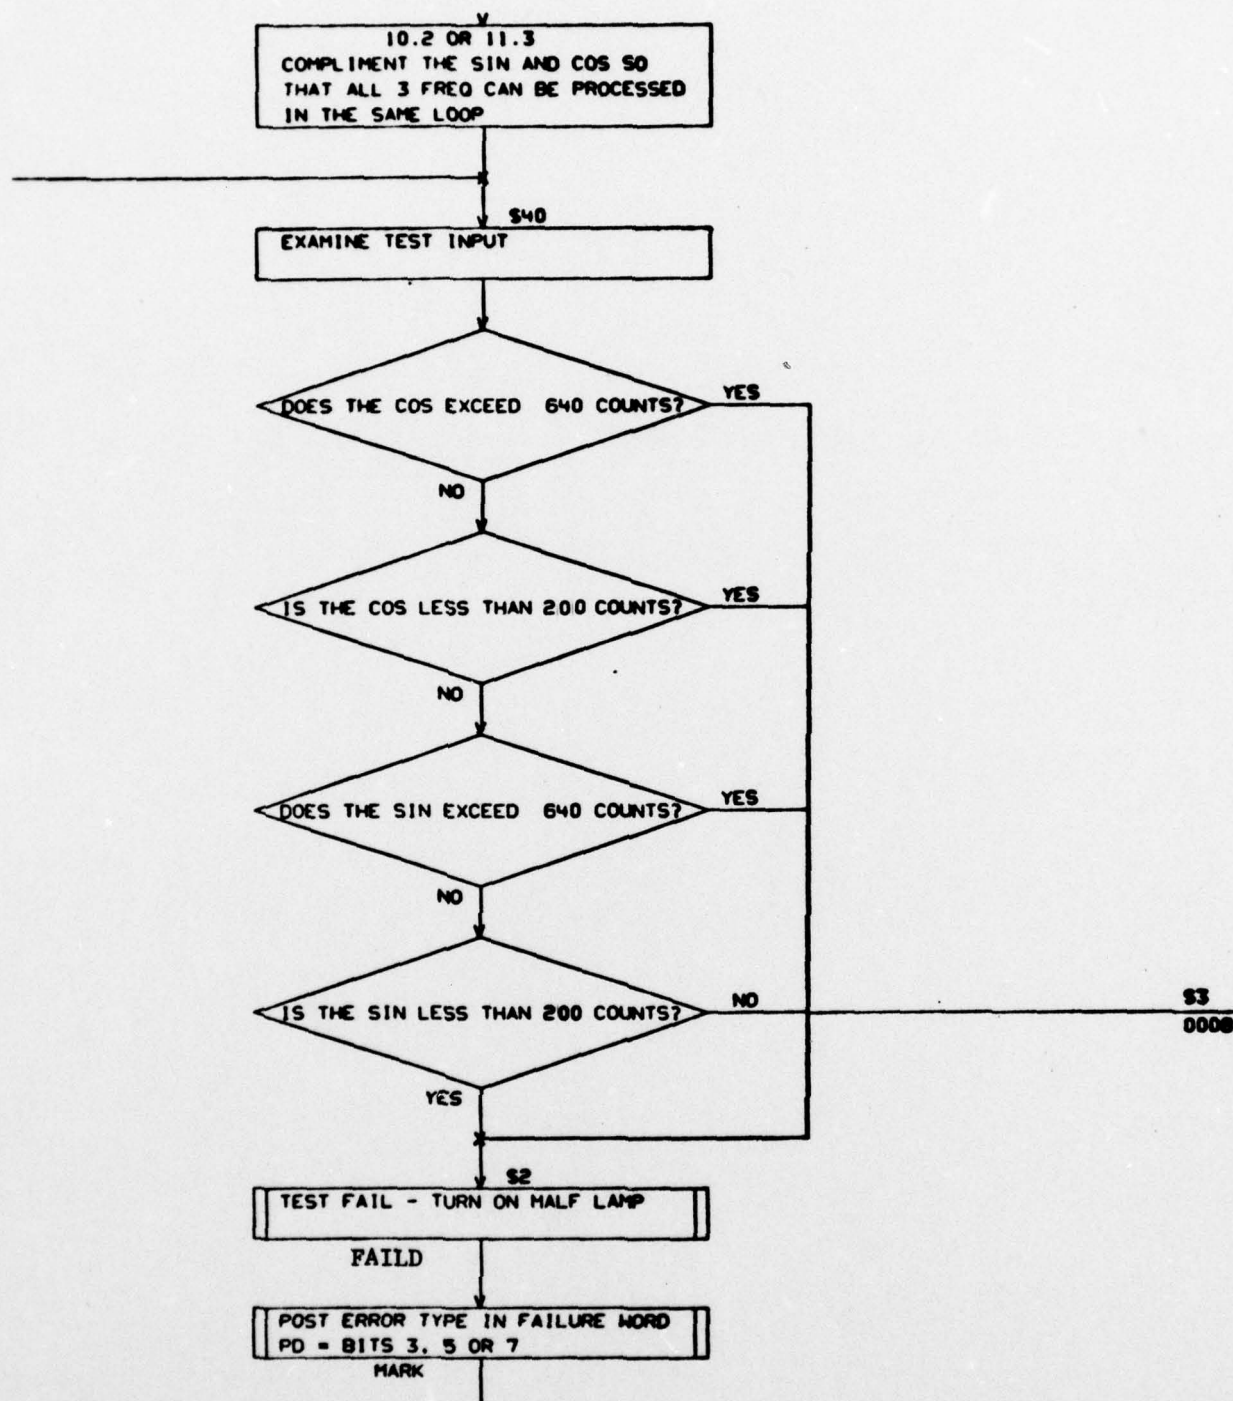 10.2 OR 11.3
COMPLIMENT THE SIN AND COS SO
THAT ALL 3 FREQ CAN BE PROCESSED
IN THE SAME LOOP
S40
EXAMINE TEST INPUT
DOES THE COS EXCEED 640 COUNTS?
YES
NO
IS THE COS LESS THAN 200 COUNTS?
YES
NO
DOES THE SIN EXCEED 640 COUNTS?
YES
NO
IS THE SIN LESS THAN 200 COUNTS?
NO
S3
0008
YES
S2
TEST FAIL - TURN ON HALF LAMP
FAILD
POST ERROR TYPE IN FAILURE WORD
PD = BITS 3, 5 OR 7
MARK